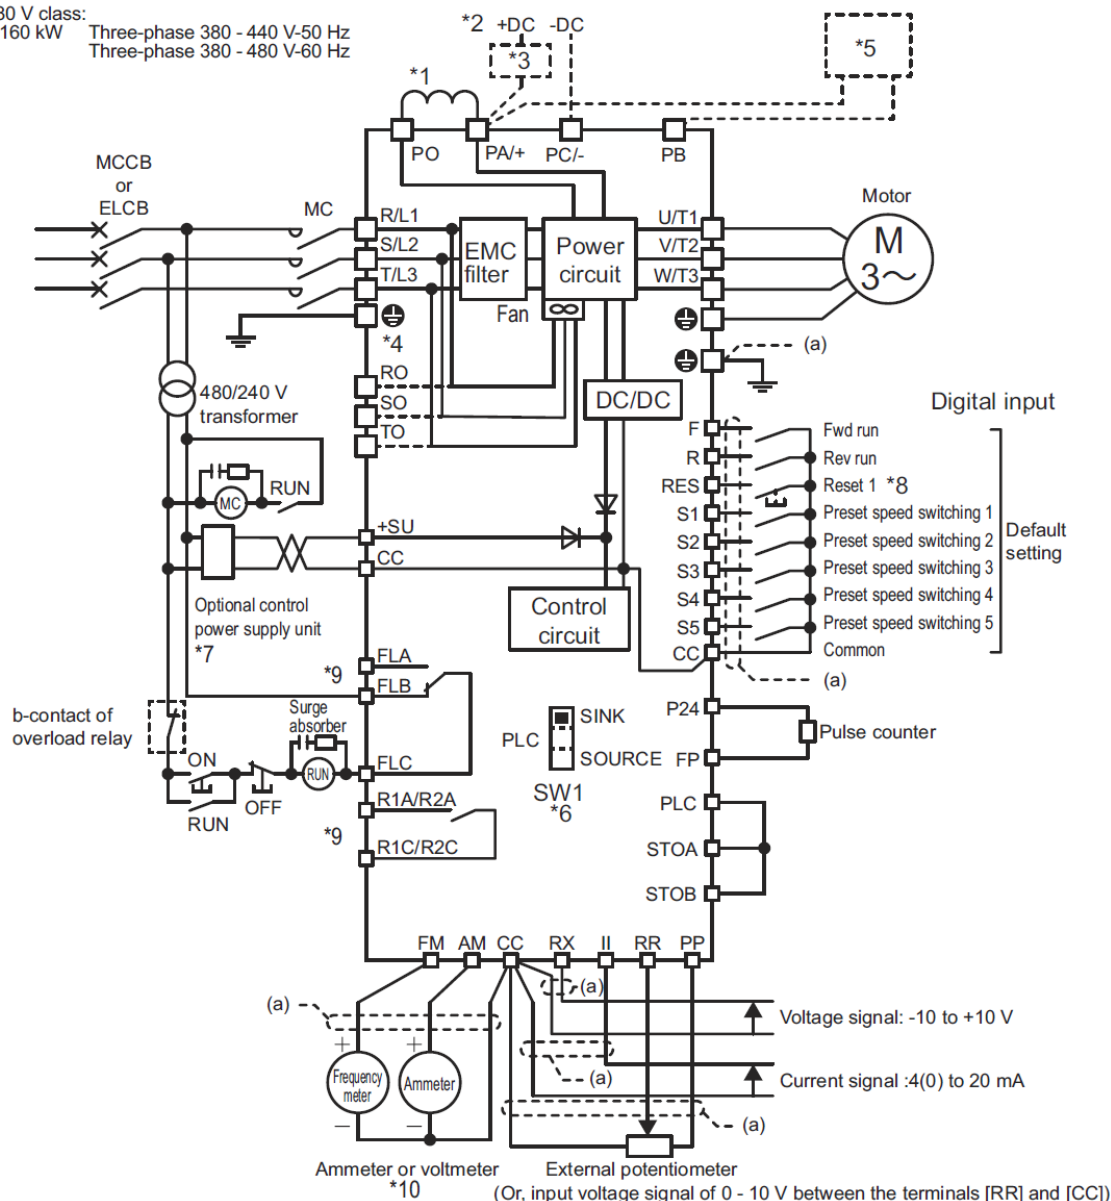 30 V class:
160 kW Three-phase 380 - 440 V-50 Hz
Three-phase 380 - 480 V-60 Hz
*2 +DC -DC
*3
*5
*1
PO PA/+ PC/- PB
MCCB
or
ELCB
MC
Motor
R/L1
S/L2
T/L3
EMC
filter
Power
circuit
U/T1
V/T2
W/T3
M
3~
Fan
*4
(a)
RO
SO
TO
480/240 V
transformer
DC/DC
Digital input
MC
RUN
+SU
CC
Optional control
power supply unit
*7
Control
circuit
F Fwd run
R Rev run
RES Reset 1 *8
S1 Preset speed switching 1
S2 Preset speed switching 2
S3 Preset speed switching 3
S4 Preset speed switching 4
S5 Preset speed switching 5
CC Common
Default
setting
(a)
*9
FLA
FLB
FLC
b-contact of
overload relay
Surge
absorber
ON
RUN
OFF
RUN
*9
R1A/R2A
R1C/R2C
PLC
SINK
SOURCE
SW1
*6
P24
FP
Pulse counter
PLC
STOA
STOB
FM AM CC RX II RR PP
(a)
(a)
Voltage signal: -10 to +10 V
(a)
Current signal :4(0) to 20 mA
(a)
+
Frequency
meter
–
+
Ammeter
–
Ammeter or voltmeter
*10
External potentiometer
(Or, input voltage signal of 0 - 10 V between the terminals [RR] and [CC])